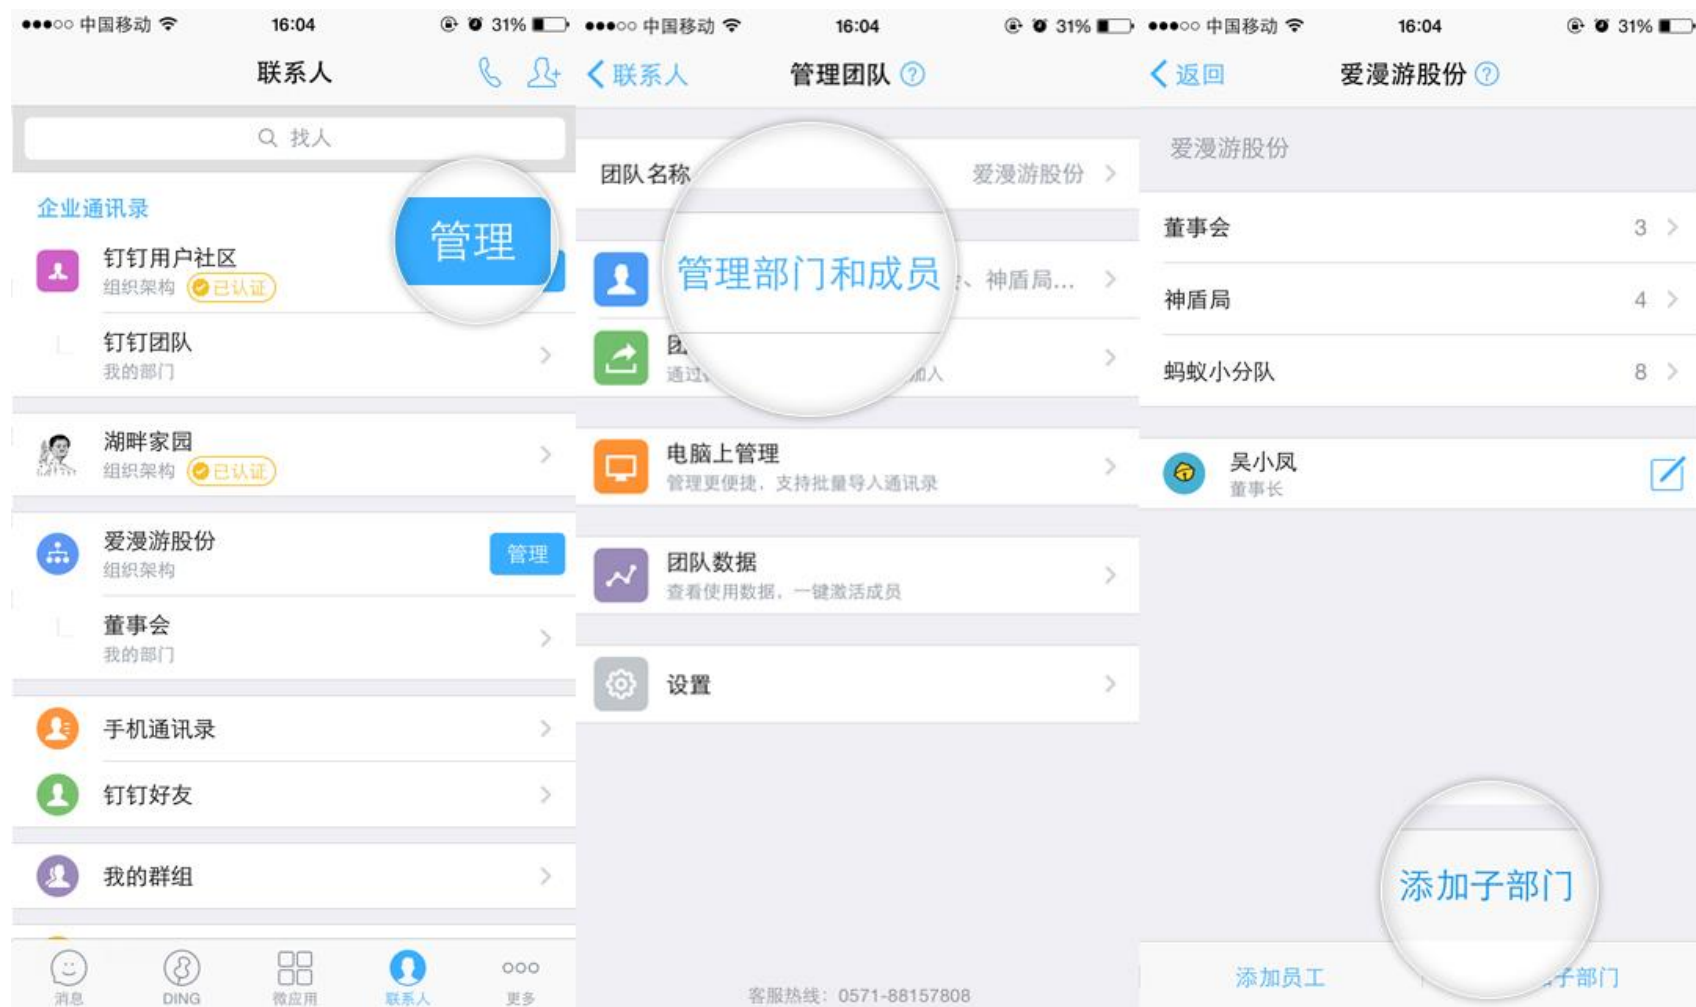 中国移动 16:04 31%
联系人
找人
企业通讯录
管理
钉钉用户社区
组织架构 已认证
钉钉团队
我的部门
湖畔家园
组织架构 已认证
爱漫游股份
组织架构
管理
董事会
我的部门
手机通讯录
钉钉好友
我的群组
消息 DING 微应用 联系人 更多
中国移动 16:04 31%
联系人 管理团队
团队名称 爱漫游股份
管理部门和成员
、神盾局...
团
通过 加人
电脑上管理
管理更便捷，支持批量导入通讯录
团队数据
查看使用数据，一键激活成员
设置
客服热线：0571-88157808
中国移动 16:04 31%
返回 爱漫游股份
爱漫游股份
董事会 3
神盾局 4
蚂蚁小分队 8
吴小凤
董事长
添加子部门
添加员工 子部门